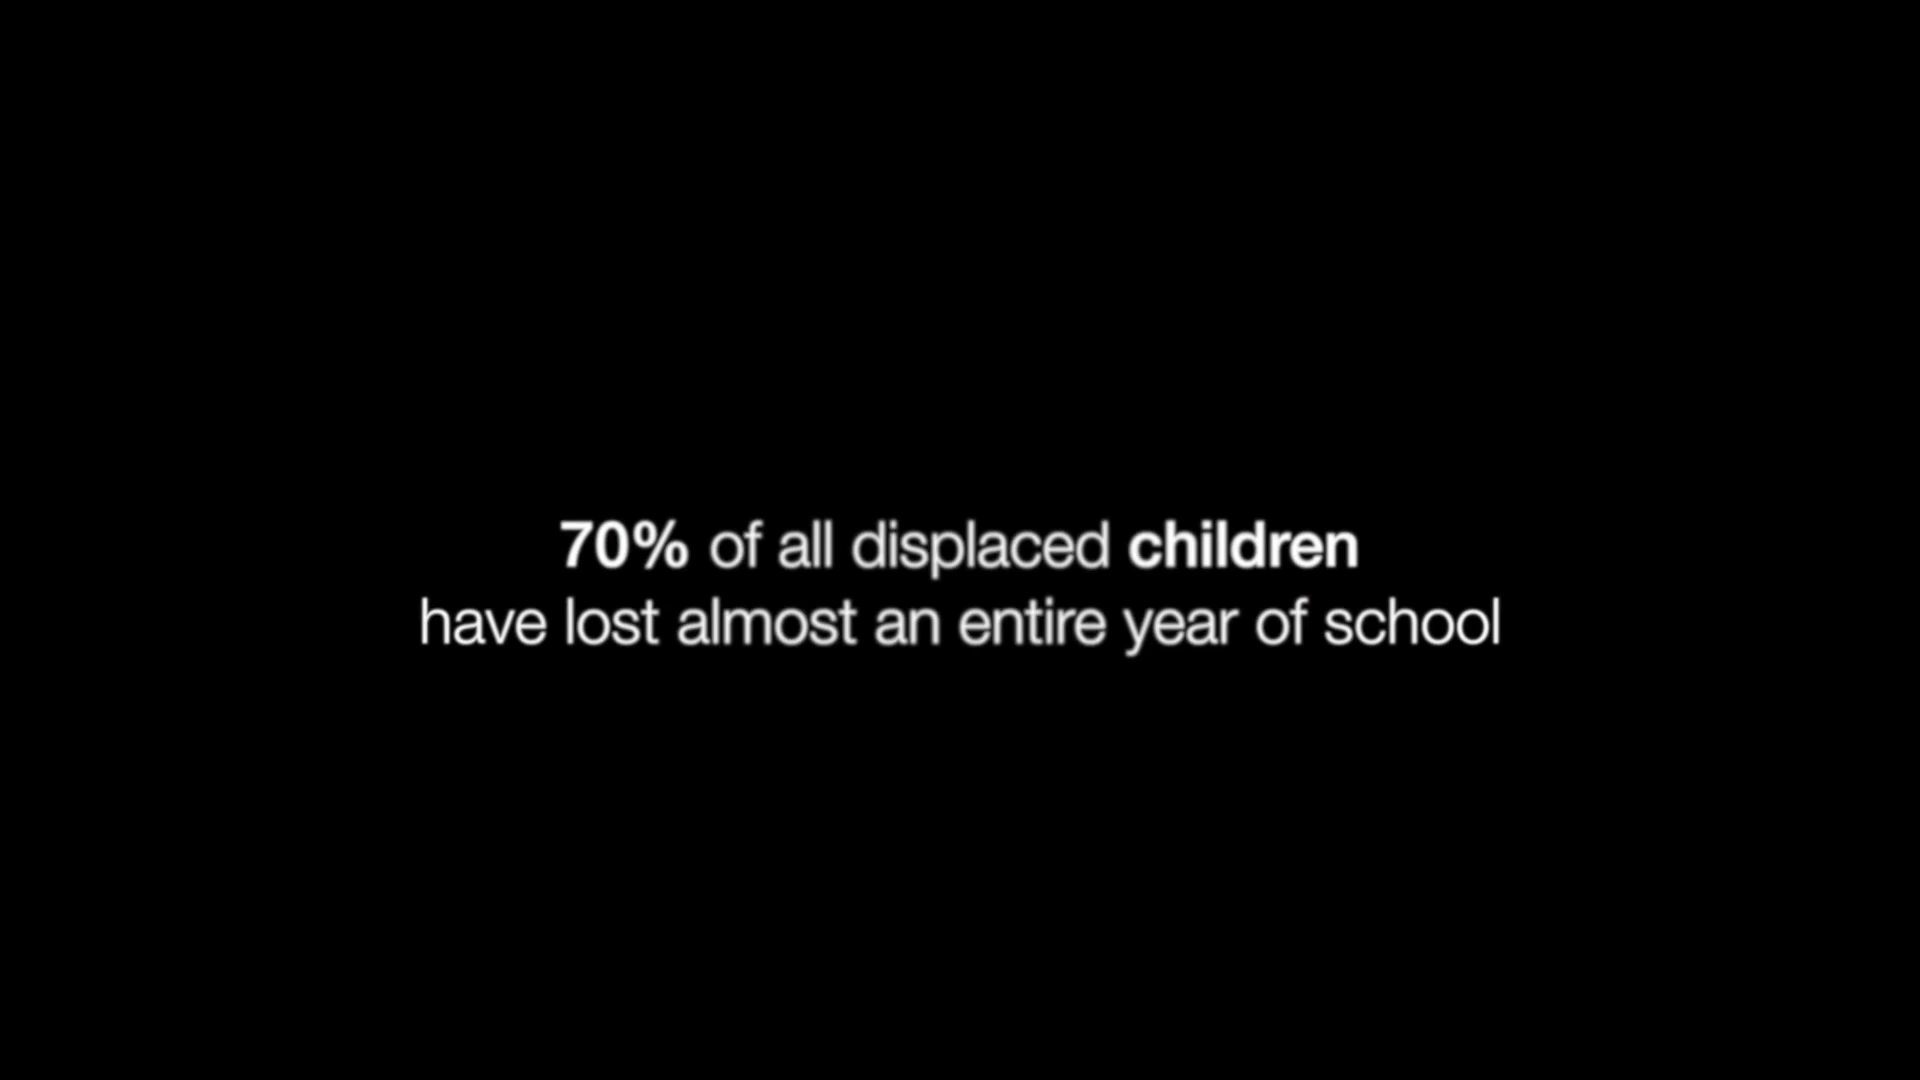 70% of all displaced children
have lost almost an entire year of school